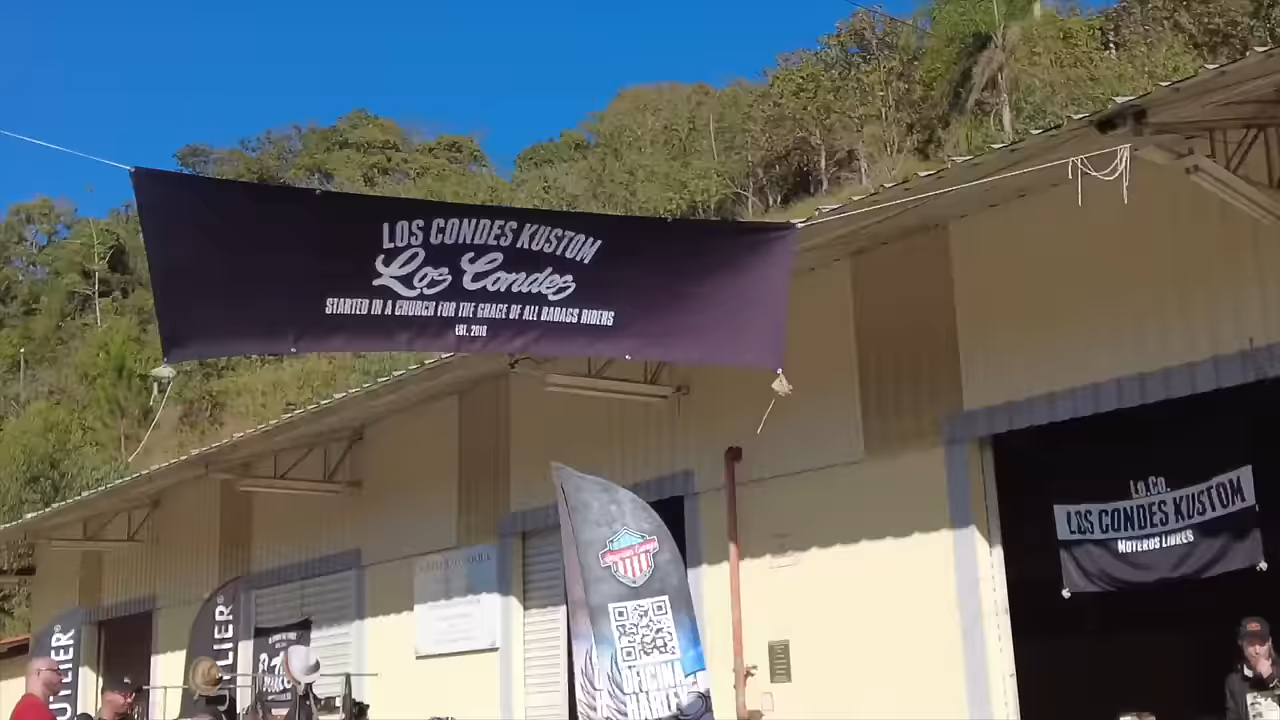 LOS CONDES KUSTOM
Los Condes
STARTED IN A CHURCH FOR THE GRACE OF ALL BADASS RIDERS
EST. 2018
Lo.Co.
LOS CONDES KUSTOM
MOTEROS LIBRES
OFICINA
HARLEY